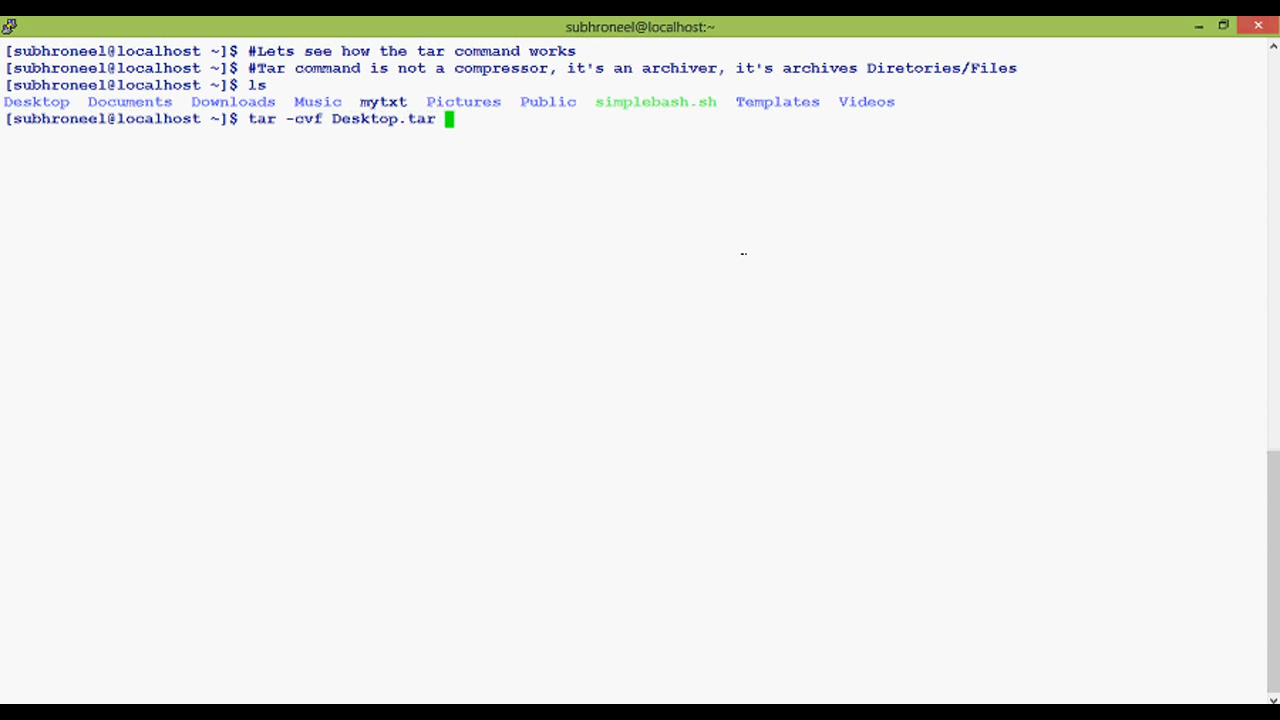 subhroneel@localhost:~
[subhroneel@localhost ~]$ #Lets see how the tar command works
[subhroneel@localhost ~]$ #Tar command is not a compressor, it's an archiver, it's archives Diretories/Files
[subhroneel@localhost ~]$ ls
Desktop  Documents  Downloads  Music  mytxt  Pictures  Public  simplebash.sh  Templates  Videos
[subhroneel@localhost ~]$ tar -cvf Desktop.tar